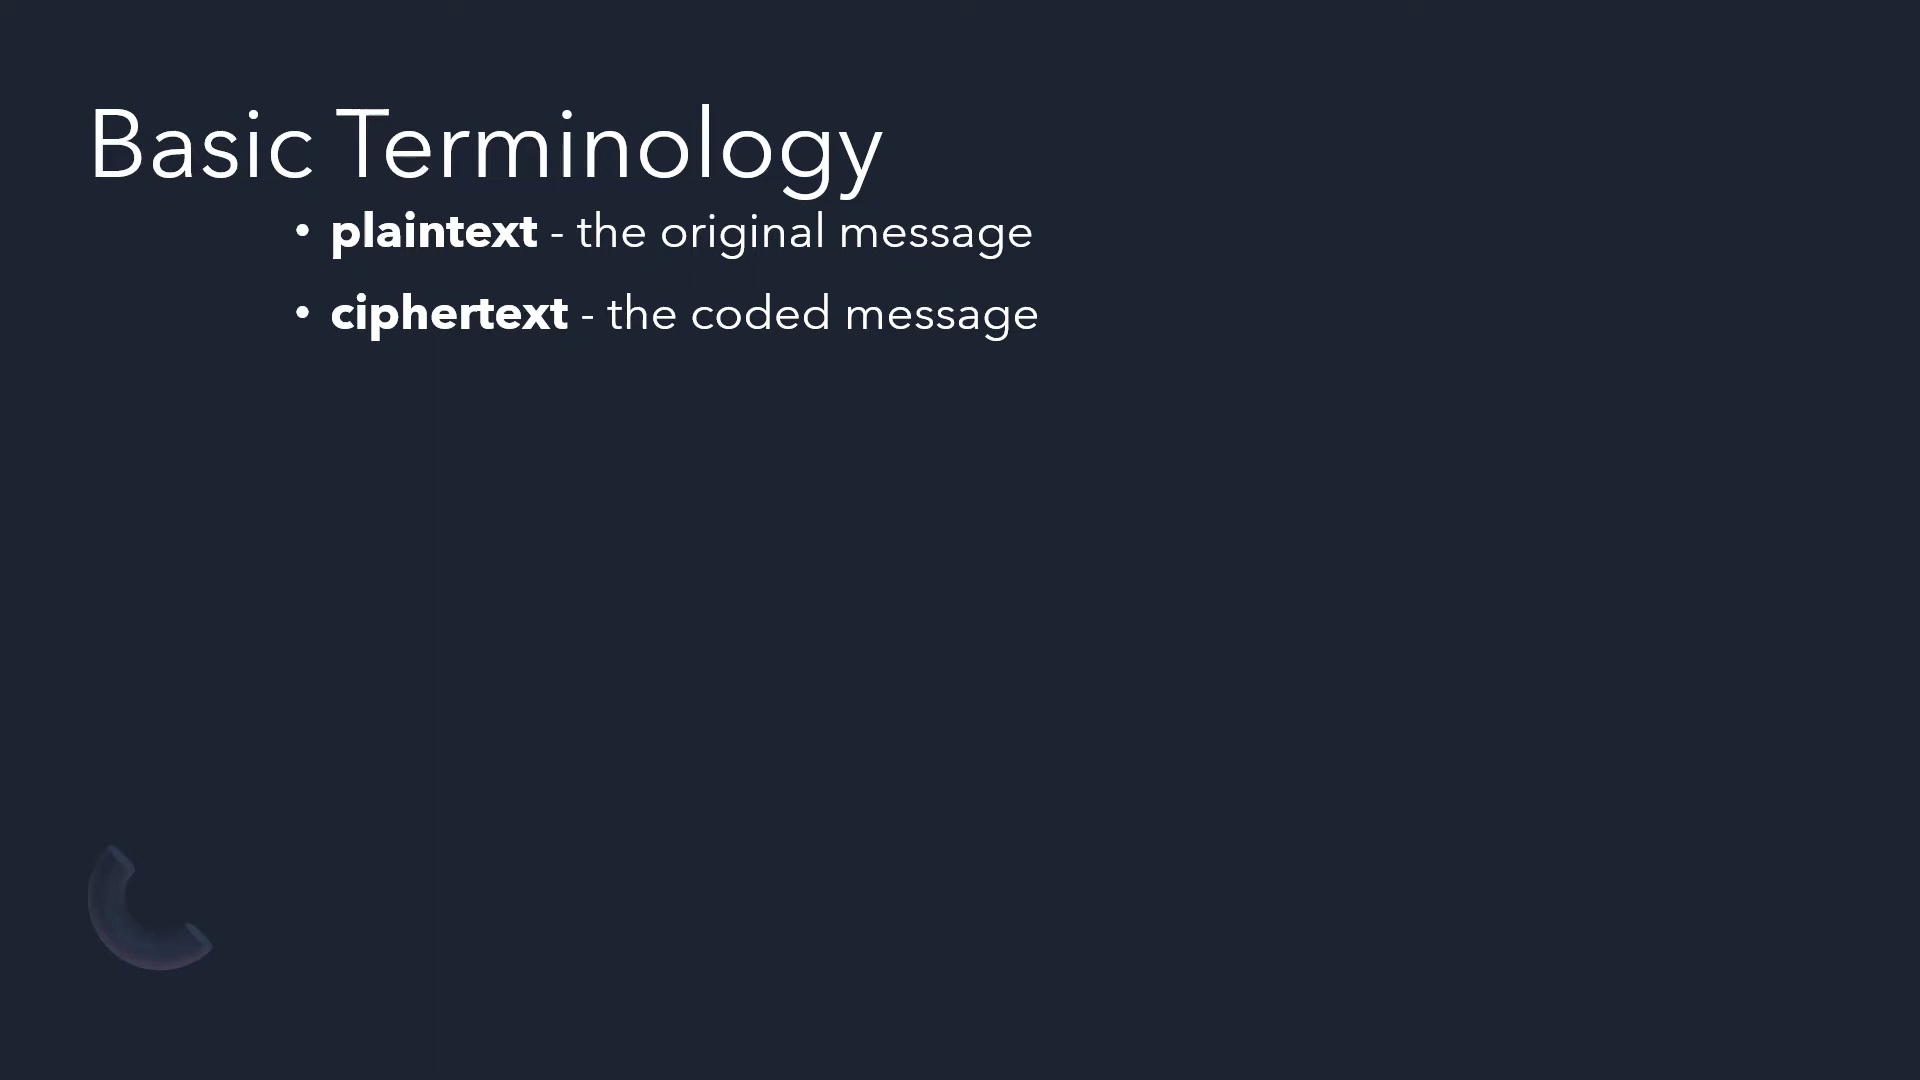 Basic Terminology
• plaintext - the original message
• ciphertext - the coded message